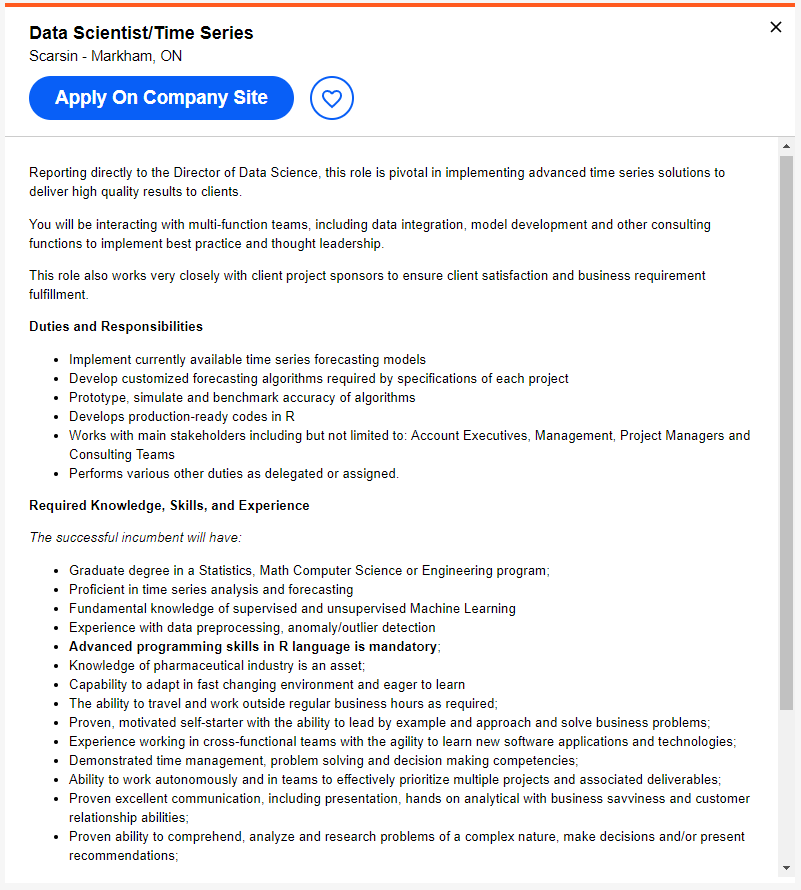 Data Scientist/Time Series
Scarsin - Markham, ON
Apply On Company Site
Reporting directly to the Director of Data Science, this role is pivotal in implementing advanced time series solutions to
deliver high quality results to clients.
You will be interacting with multi-function teams, including data integration, model development and other consulting
functions to implement best practice and thought leadership.
This role also works very closely with client project sponsors to ensure client satisfaction and business requirement
fulfillment.
Duties and Responsibilities
• Implement currently available time series forecasting models
• Develop customized forecasting algorithms required by specifications of each project
• Prototype, simulate and benchmark accuracy of algorithms
• Develops production-ready codes in R
• Works with main stakeholders including but not limited to: Account Executives, Management, Project Managers and
Consulting Teams
• Performs various other duties as delegated or assigned.
Required Knowledge, Skills, and Experience
The successful incumbent will have:
• Graduate degree in a Statistics, Math Computer Science or Engineering program;
• Proficient in time series analysis and forecasting
• Fundamental knowledge of supervised and unsupervised Machine Learning
• Experience with data preprocessing, anomaly/outlier detection
• Advanced programming skills in R language is mandatory;
• Knowledge of pharmaceutical industry is an asset;
• Capability to adapt in fast changing environment and eager to learn
• The ability to travel and work outside regular business hours as required;
• Proven, motivated self-starter with the ability to lead by example and approach and solve business problems;
• Experience working in cross-functional teams with the agility to learn new software applications and technologies;
• Demonstrated time management, problem solving and decision making competencies;
• Ability to work autonomously and in teams to effectively prioritize multiple projects and associated deliverables;
• Proven excellent communication, including presentation, hands on analytical with business savviness and customer
relationship abilities;
• Proven ability to comprehend, analyze and research problems of a complex nature, make decisions and/or present
recommendations;